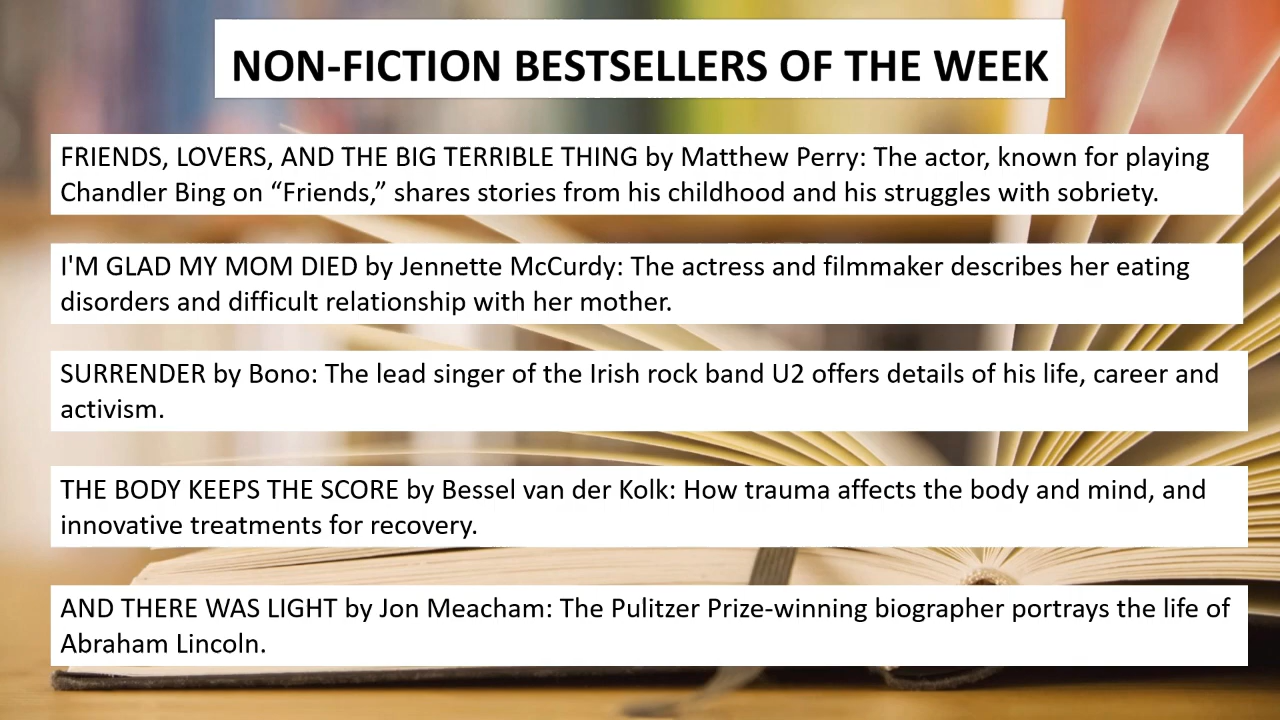 NON-FICTION BESTSELLERS OF THE WEEK
FRIENDS, LOVERS, AND THE BIG TERRIBLE THING by Matthew Perry: The actor, known for playing
Chandler Bing on “Friends,” shares stories from his childhood and his struggles with sobriety.
I'M GLAD MY MOM DIED by Jennette McCurdy: The actress and filmmaker describes her eating
disorders and difficult relationship with her mother.
SURRENDER by Bono: The lead singer of the Irish rock band U2 offers details of his life, career and
activism.
THE BODY KEEPS THE SCORE by Bessel van der Kolk: How trauma affects the body and mind, and
innovative treatments for recovery.
AND THERE WAS LIGHT by Jon Meacham: The Pulitzer Prize-winning biographer portrays the life of
Abraham Lincoln.